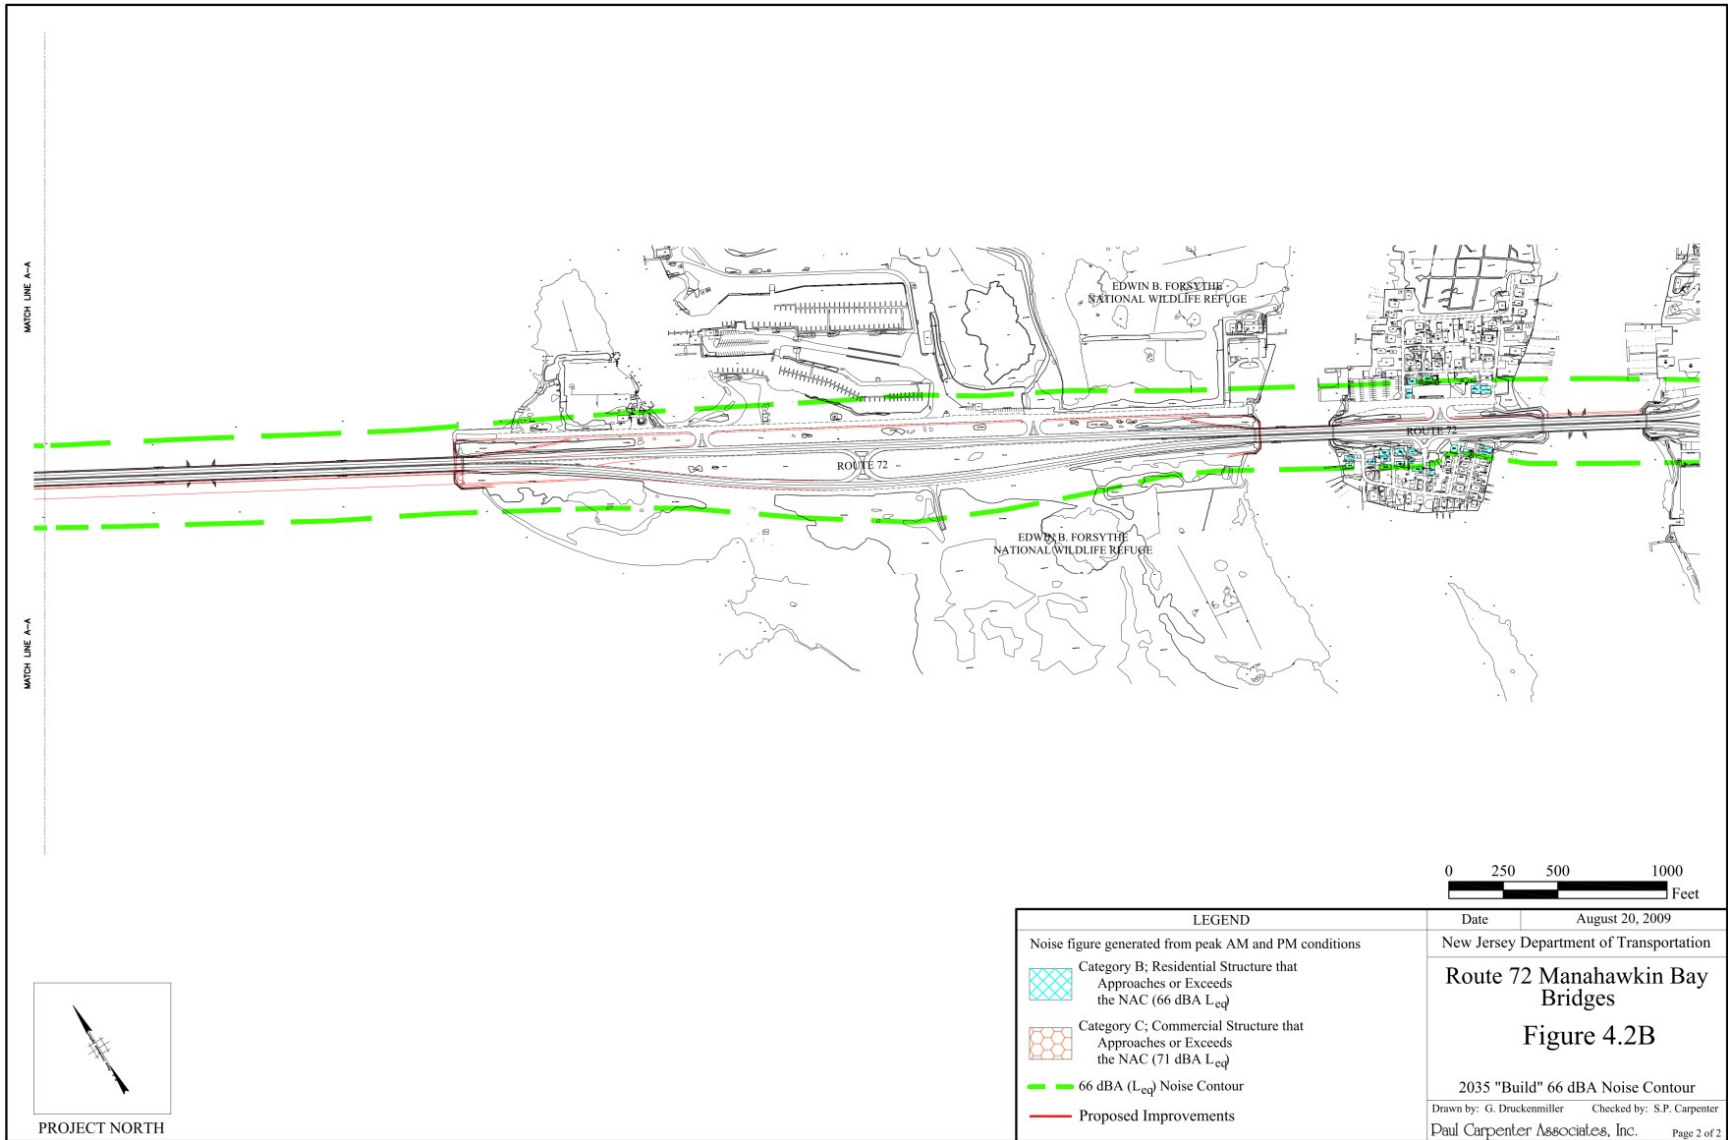 MATCH LINE A-A
MATCH LINE A-A
EDWIN B. FORSYTHE
NATIONAL WILDLIFE REFUGE
ROUTE 72
ROUTE 72
EDWIN B. FORSYTHE
NATIONAL WILDLIFE REFUGE
0 250 500 1000
Feet
LEGEND
Noise figure generated from peak AM and PM conditions
Category B; Residential Structure that
Approaches or Exceeds
the NAC (66 dBA Leq)
Category C; Commercial Structure that
Approaches or Exceeds
the NAC (71 dBA Leq)
66 dBA (Leq) Noise Contour
Proposed Improvements
Date August 20, 2009
New Jersey Department of Transportation
Route 72 Manahawkin Bay
Bridges
Figure 4.2B
2035 "Build" 66 dBA Noise Contour
Drawn by: G. Druckenmiller Checked by: S.P. Carpenter
Paul Carpenter Associates, Inc. Page 2 of 2
PROJECT NORTH